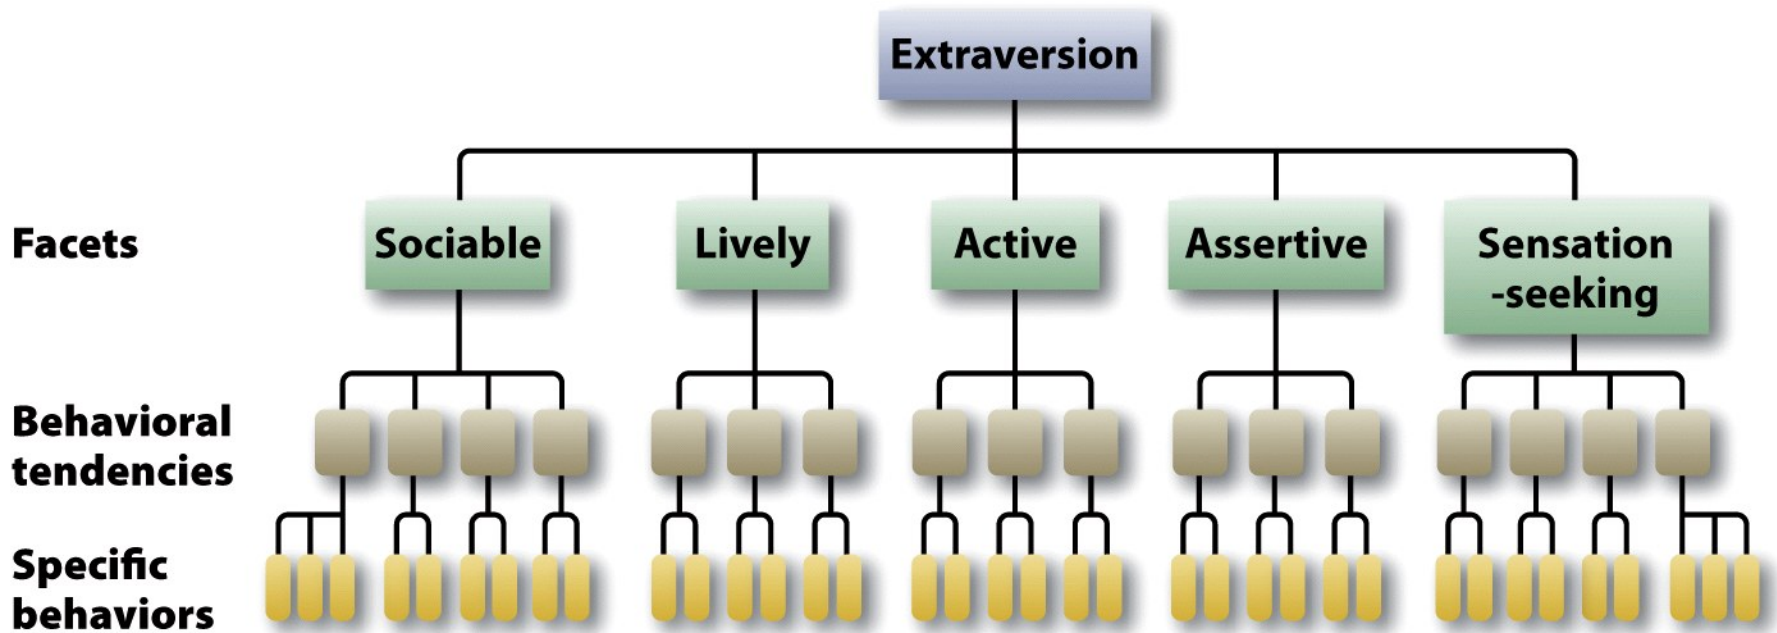 Extraversion
Facets
Sociable
Lively
Active
Assertive
Sensation
-seeking
Behavioral
tendencies
Specific
behaviors